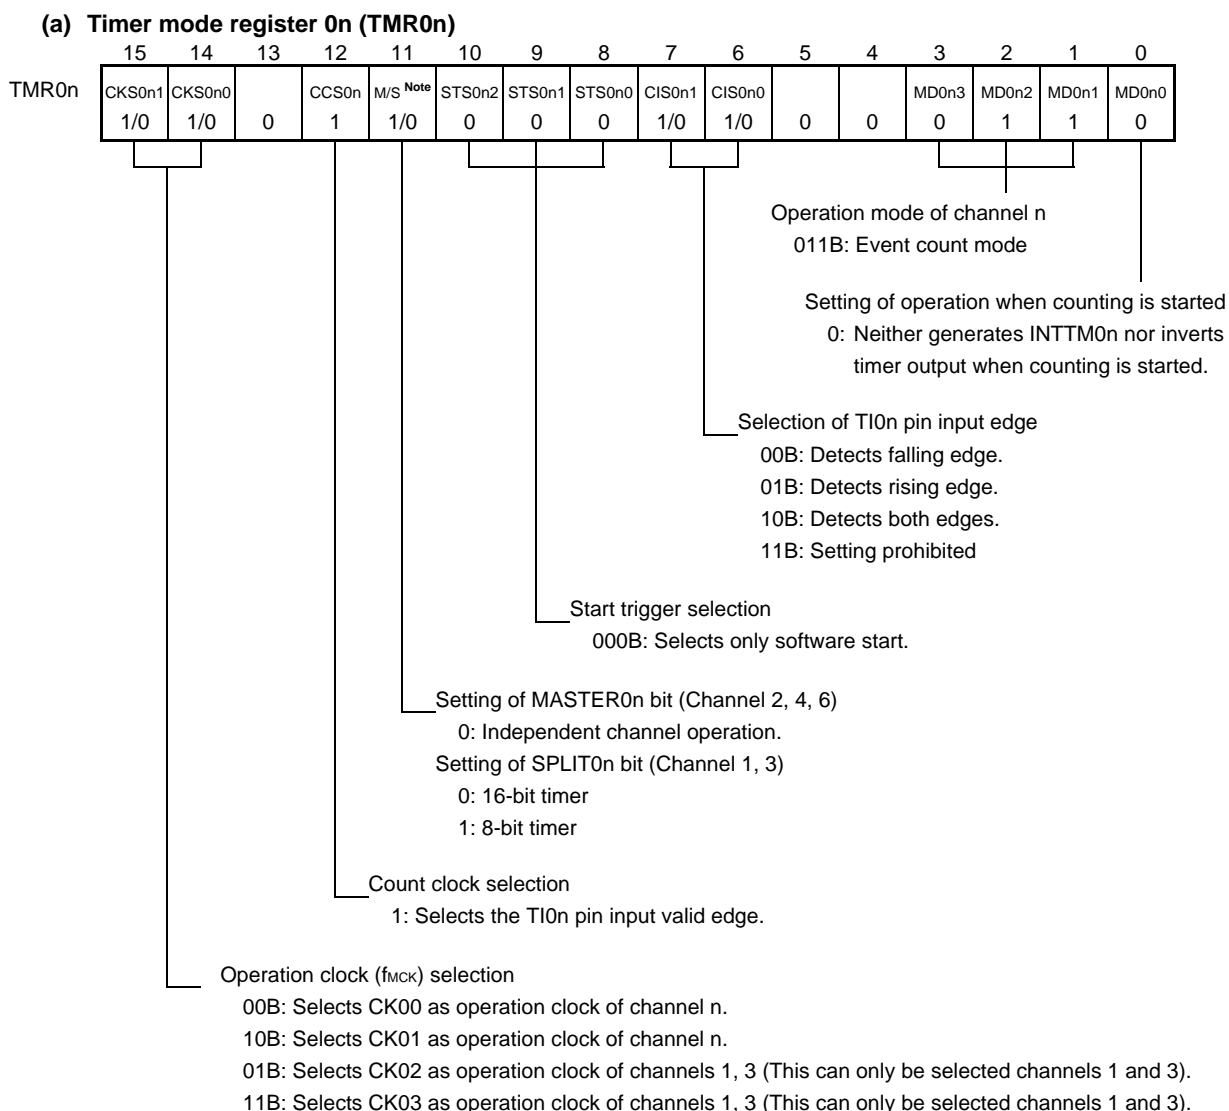 (a) Timer mode register 0n (TMR0n)
15 14 13 12 11 10 9 8 7 6 5 4 3 2 1 0
TMR0n CKS0n1 CKS0n0 CCS0n M/S Note STS0n2 STS0n1 STS0n0 CIS0n1 CIS0n0 MD0n3 MD0n2 MD0n1 MD0n0
1/0 1/0 0 1 1/0 0 0 0 1/0 1/0 0 0 0 1 1 0
Operation mode of channel n
011B: Event count mode
Setting of operation when counting is started
0: Neither generates INTTM0n nor inverts
timer output when counting is started.
Selection of TI0n pin input edge
00B: Detects falling edge.
01B: Detects rising edge.
10B: Detects both edges.
11B: Setting prohibited
Start trigger selection
000B: Selects only software start.
Setting of MASTER0n bit (Channel 2, 4, 6)
0: Independent channel operation.
Setting of SPLIT0n bit (Channel 1, 3)
0: 16-bit timer
1: 8-bit timer
Count clock selection
1: Selects the TI0n pin input valid edge.
Operation clock (fMCK) selection
00B: Selects CK00 as operation clock of channel n.
10B: Selects CK01 as operation clock of channel n.
01B: Selects CK02 as operation clock of channels 1, 3 (This can only be selected channels 1 and 3).
11B: Selects CK03 as operation clock of channels 1, 3 (This can only be selected channels 1 and 3).